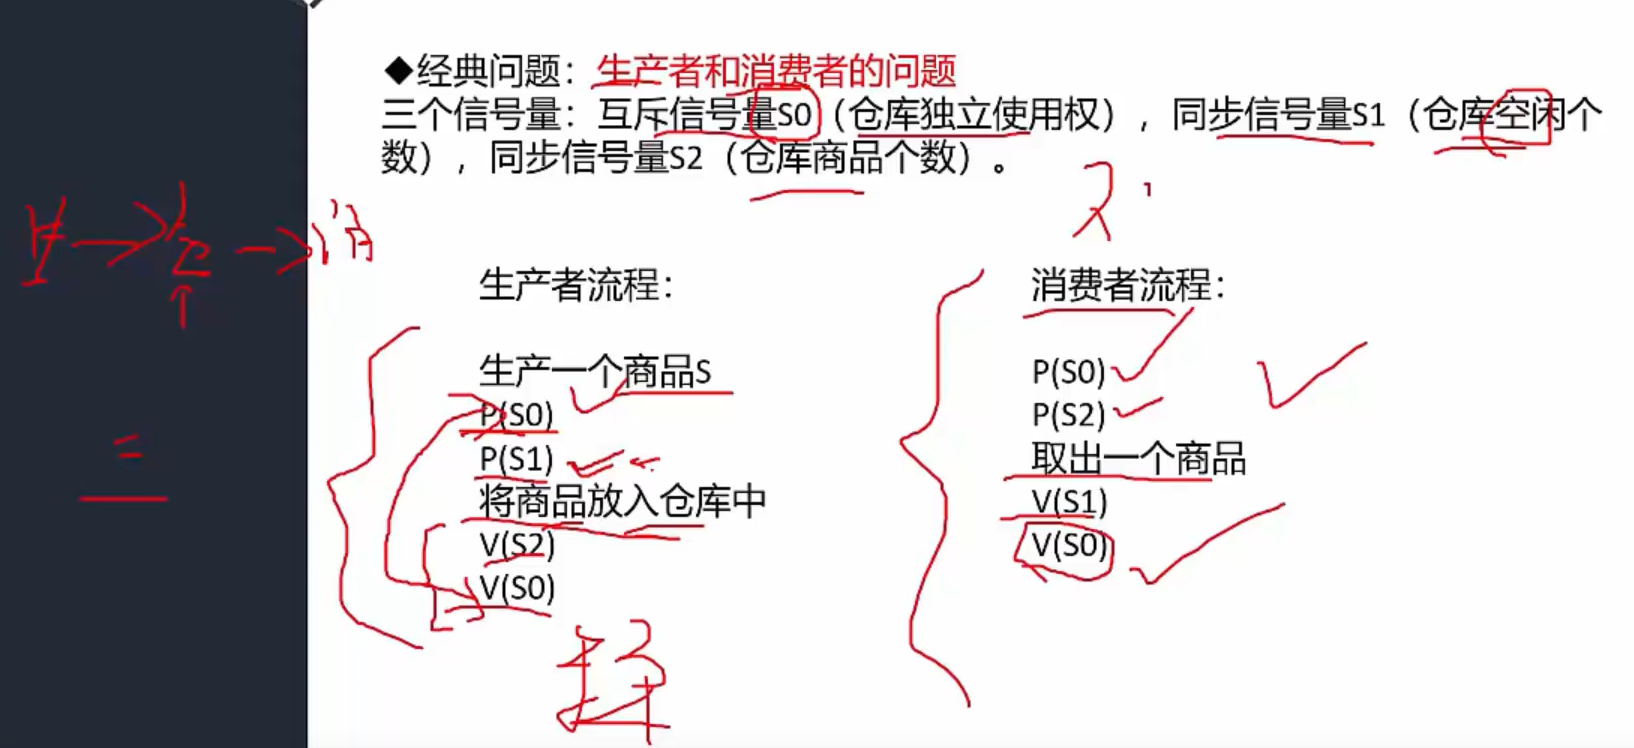 ◆经典问题：生产者和消费者的问题
三个信号量：互斥信号量S0（仓库独立使用权），同步信号量S1（仓库空闲个
数），同步信号量S2（仓库商品个数）。
生产者流程：
生产一个商品S
P(S0)
P(S1)
将商品放入仓库中
V(S2)
V(S0)
消费者流程：
P(S0)
P(S2)
取出一个商品
V(S1)
V(S0)